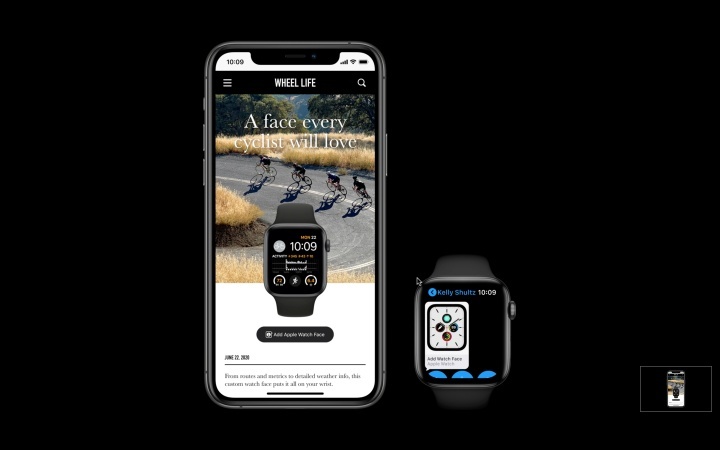 10:09
WHEEL LIFE
A face every
cyclist will love
MON 22
10:09
ACTIVITY
Add Apple Watch Face
JUNE 22, 2020
From routes and metrics to detailed weather info, this
custom watch face puts it all on your wrist.
Kelly Shultz 10:09
Add Watch Face
Apple Watch